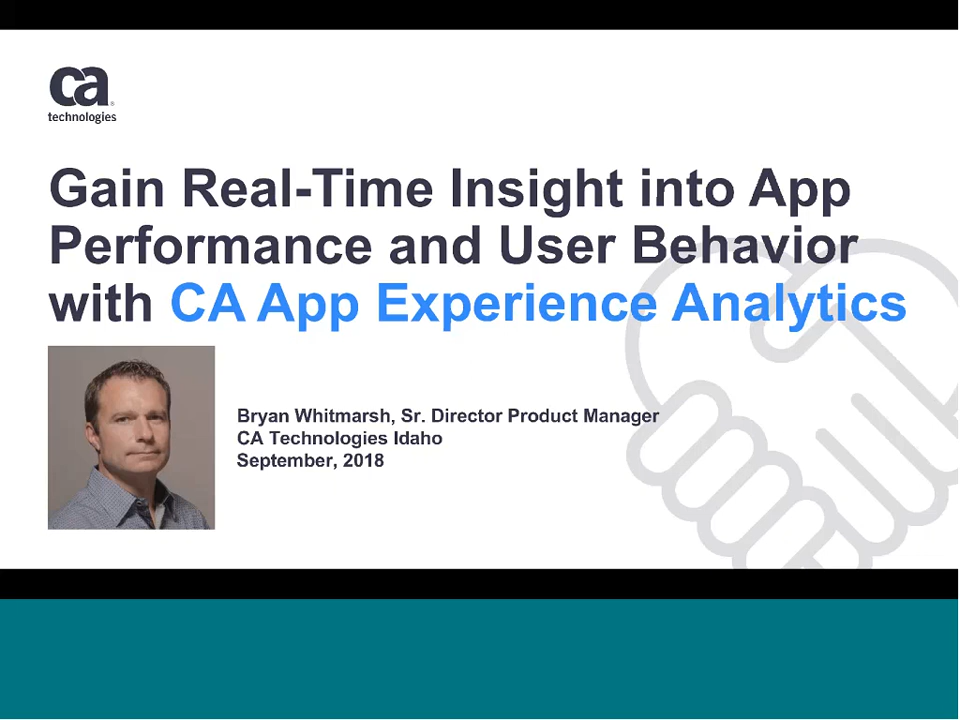 ca
technologies
Gain Real-Time Insight into App
Performance and User Behavior
with CA App Experience Analytics
Bryan Whitmarsh, Sr. Director Product Manager
CA Technologies Idaho
September, 2018